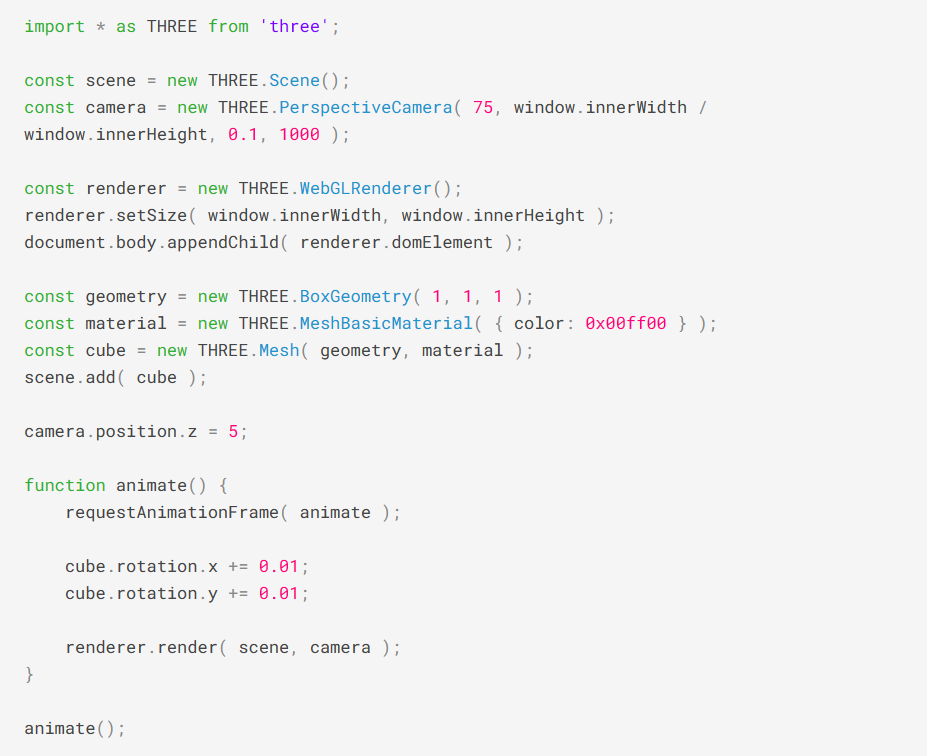 import * as THREE from 'three';

const scene = new THREE.Scene();
const camera = new THREE.PerspectiveCamera( 75, window.innerWidth /
window.innerHeight, 0.1, 1000 );

const renderer = new THREE.WebGLRenderer();
renderer.setSize( window.innerWidth, window.innerHeight );
document.body.appendChild( renderer.domElement );

const geometry = new THREE.BoxGeometry( 1, 1, 1 );
const material = new THREE.MeshBasicMaterial( { color: 0x00ff00 } );
const cube = new THREE.Mesh( geometry, material );
scene.add( cube );

camera.position.z = 5;

function animate() {
    requestAnimationFrame( animate );

    cube.rotation.x += 0.01;
    cube.rotation.y += 0.01;

    renderer.render( scene, camera );
}

animate();